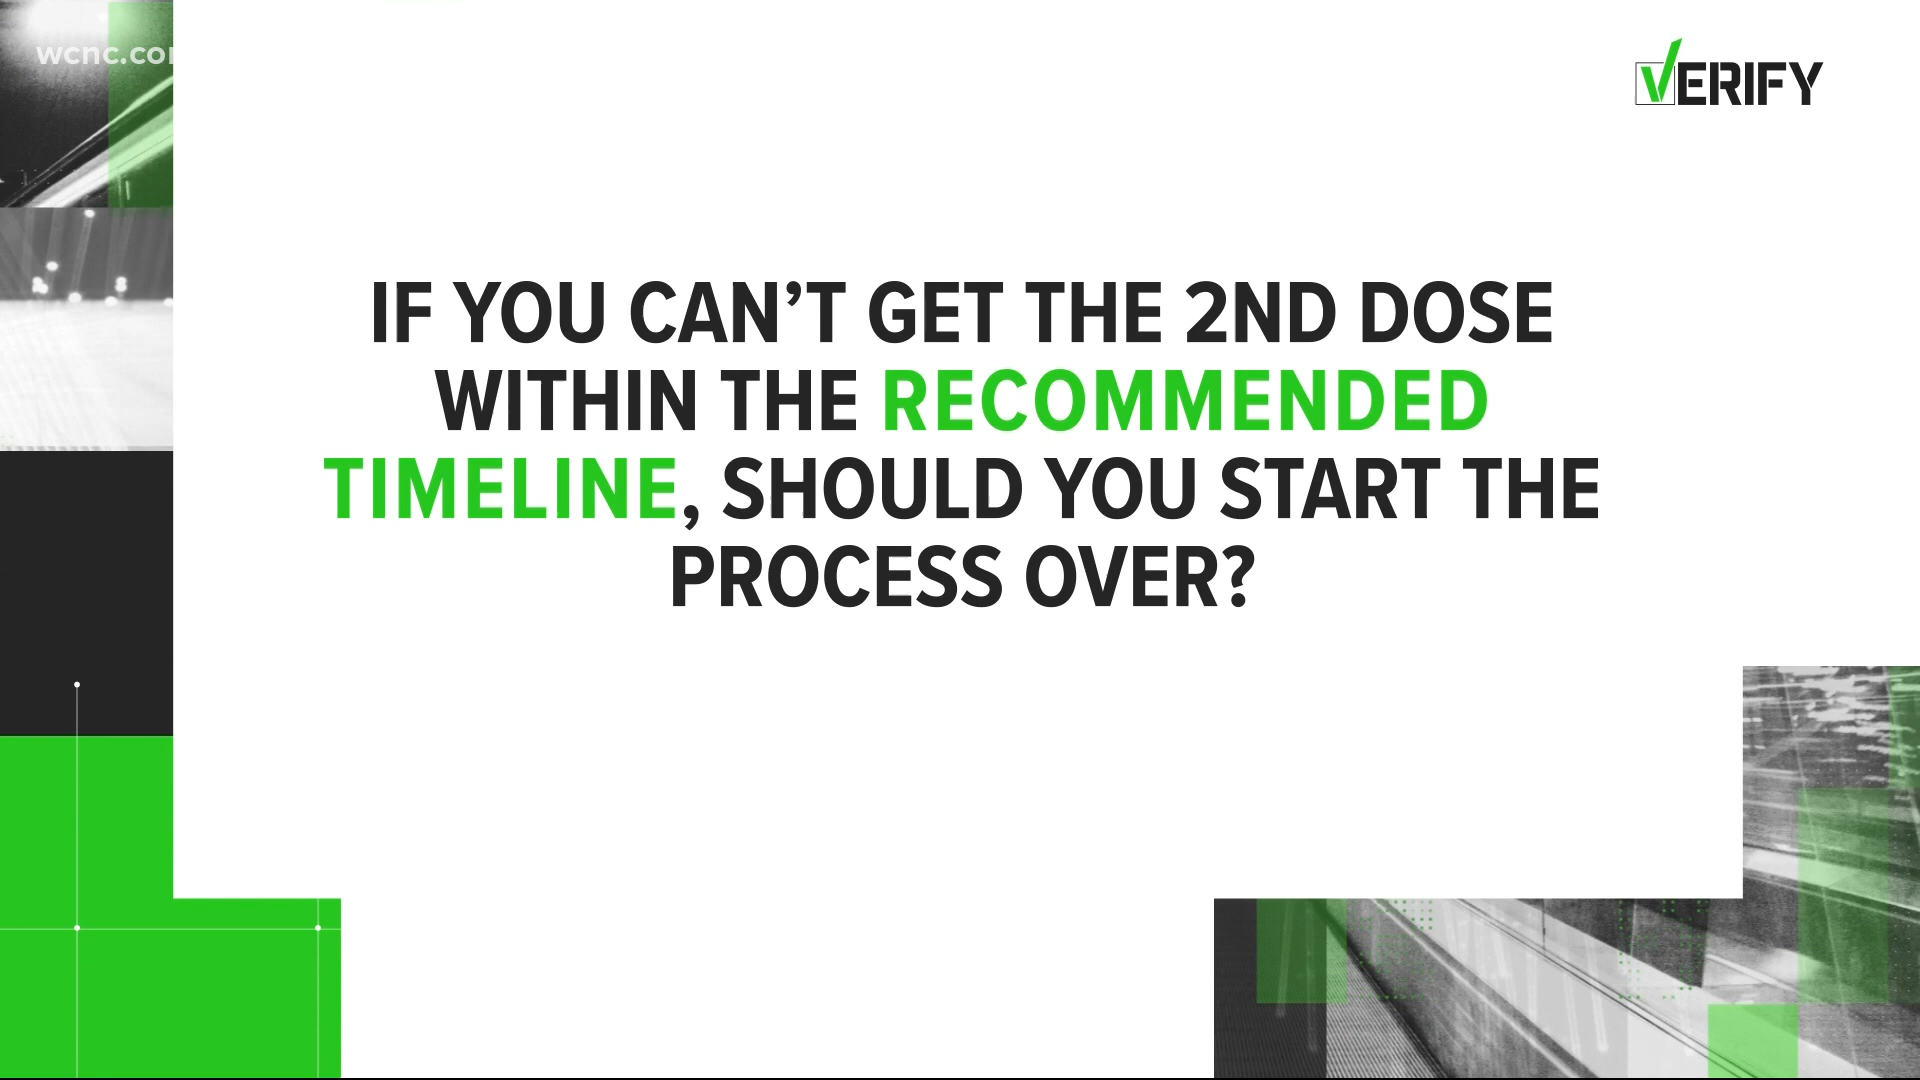 wcnc.com
VERIFY
IF YOU CAN’T GET THE 2ND DOSE
WITHIN THE RECOMMENDED
TIMELINE, SHOULD YOU START THE
PROCESS OVER?